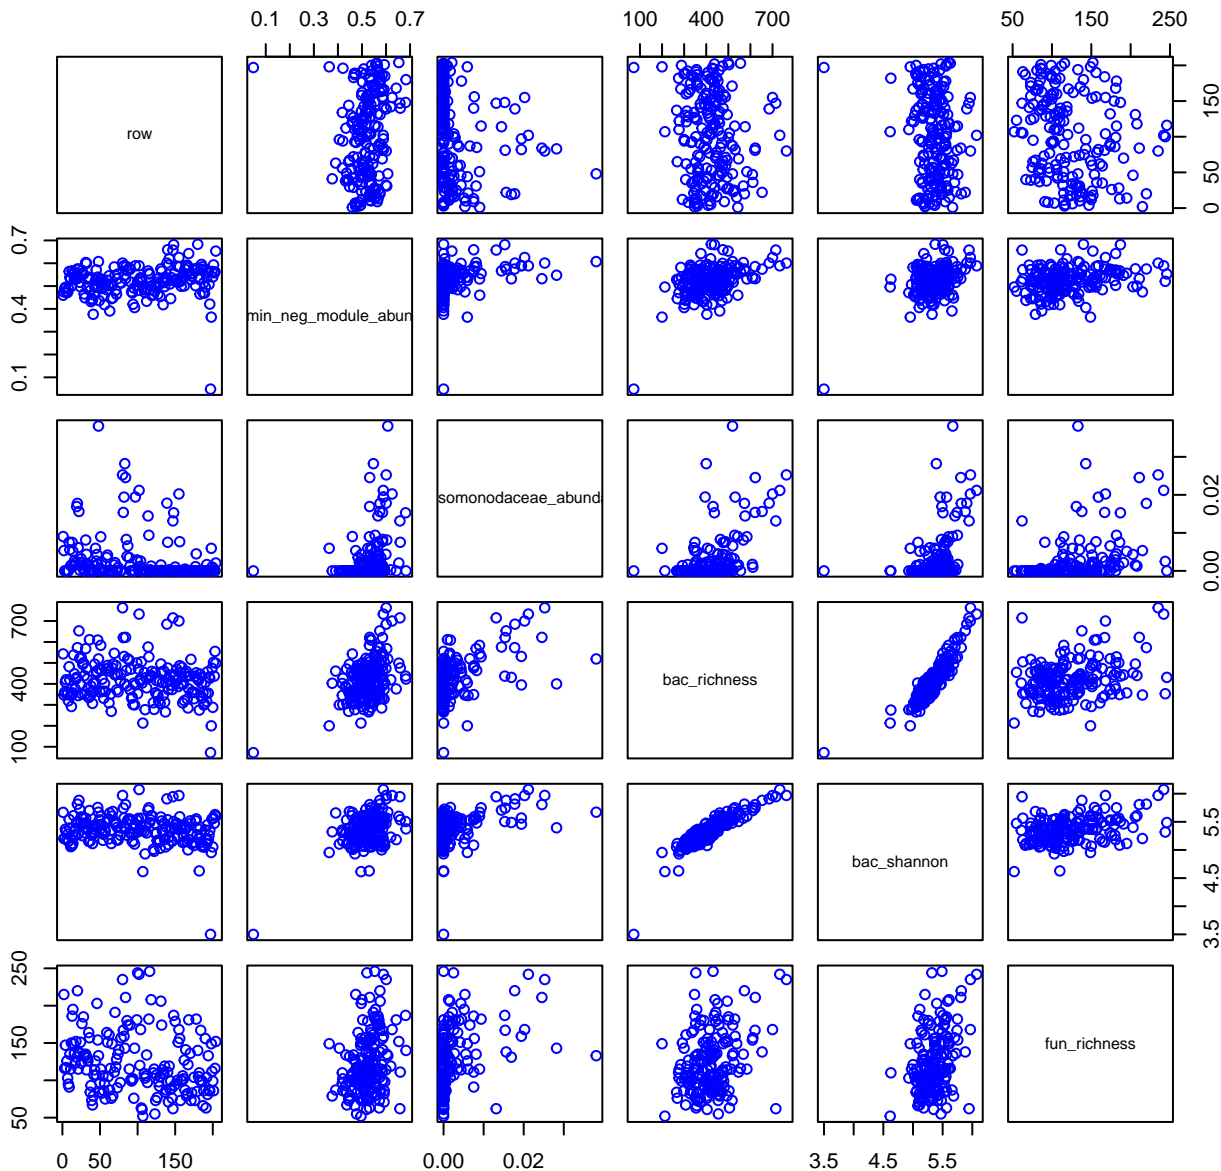 0.1 0.3 0.5 0.7 100 400 700 50 150 250
row
0 50 150
0.1 0.4 0.7
min_neg_module_abun
somonodaceae_abund
0.00 0.02
100 400 700
bac_richness
bac_shannon
3.5 4.5 5.5
50 150 250
fun_richness
0 50 150 0.00 0.02 3.5 4.5 5.5